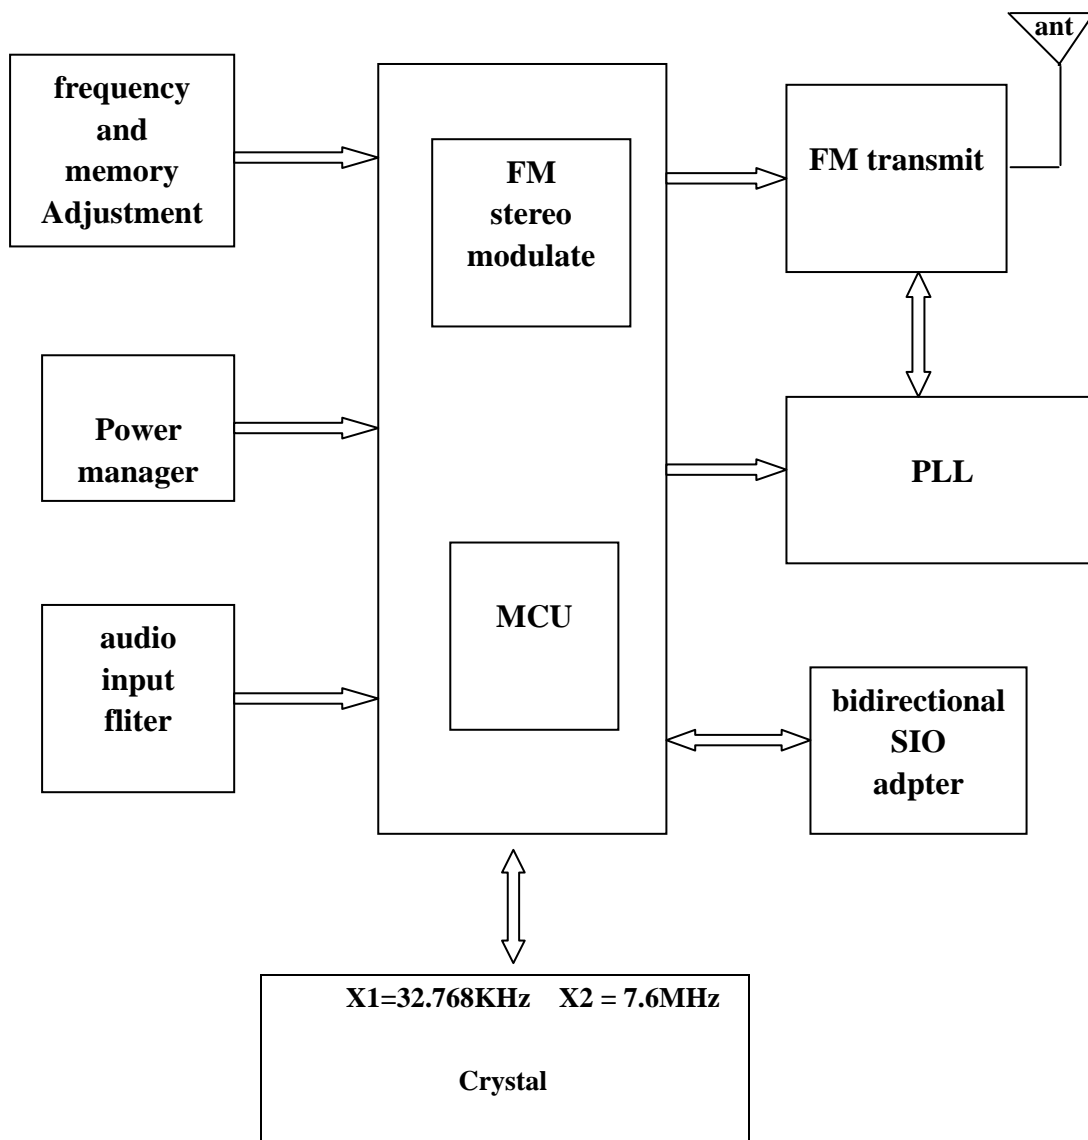 ant
frequency
and
memory
Adjustment
FM
stereo
modulate
FM transmit
Power
manager
PLL
audio
input
fliter
MCU
bidirectional
SIO
adpter
X1=32.768KHz X2 = 7.6MHz
Crystal